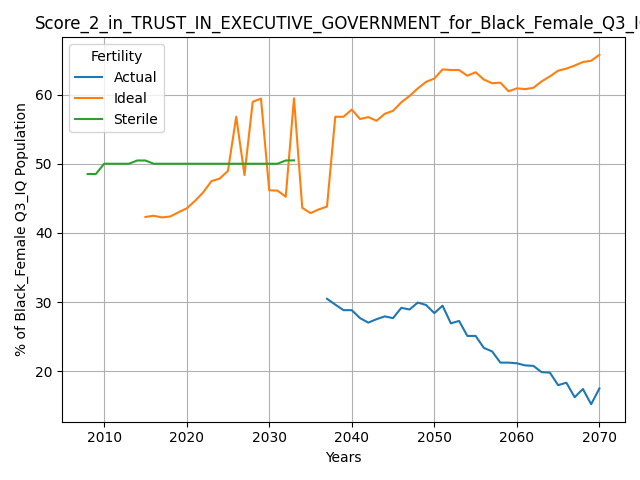 Score_2_in_TRUST_IN_EXECUTIVE_GOVERNMENT_for_Black_Female_Q3_I
Fertility
Actual
Ideal
Sterile
% of Black_Female Q3_IQ Population
60
50
40
30
20
2010 2020 2030 2040 2050 2060 2070
Years